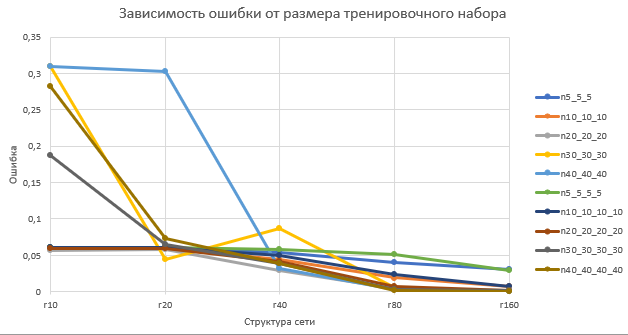 Зависимость ошибки от размера тренировочного набора
0,35
0,3
0,25
0,2
0,15
0,1
0,05
0
Ошибка
r10 r20 r40 r80 r160
Структура сети
n5_5_5
n10_10_10
n20_20_20
n30_30_30
n40_40_40
n5_5_5_5
n10_10_10_10
n20_20_20_20
n30_30_30_30
n40_40_40_40